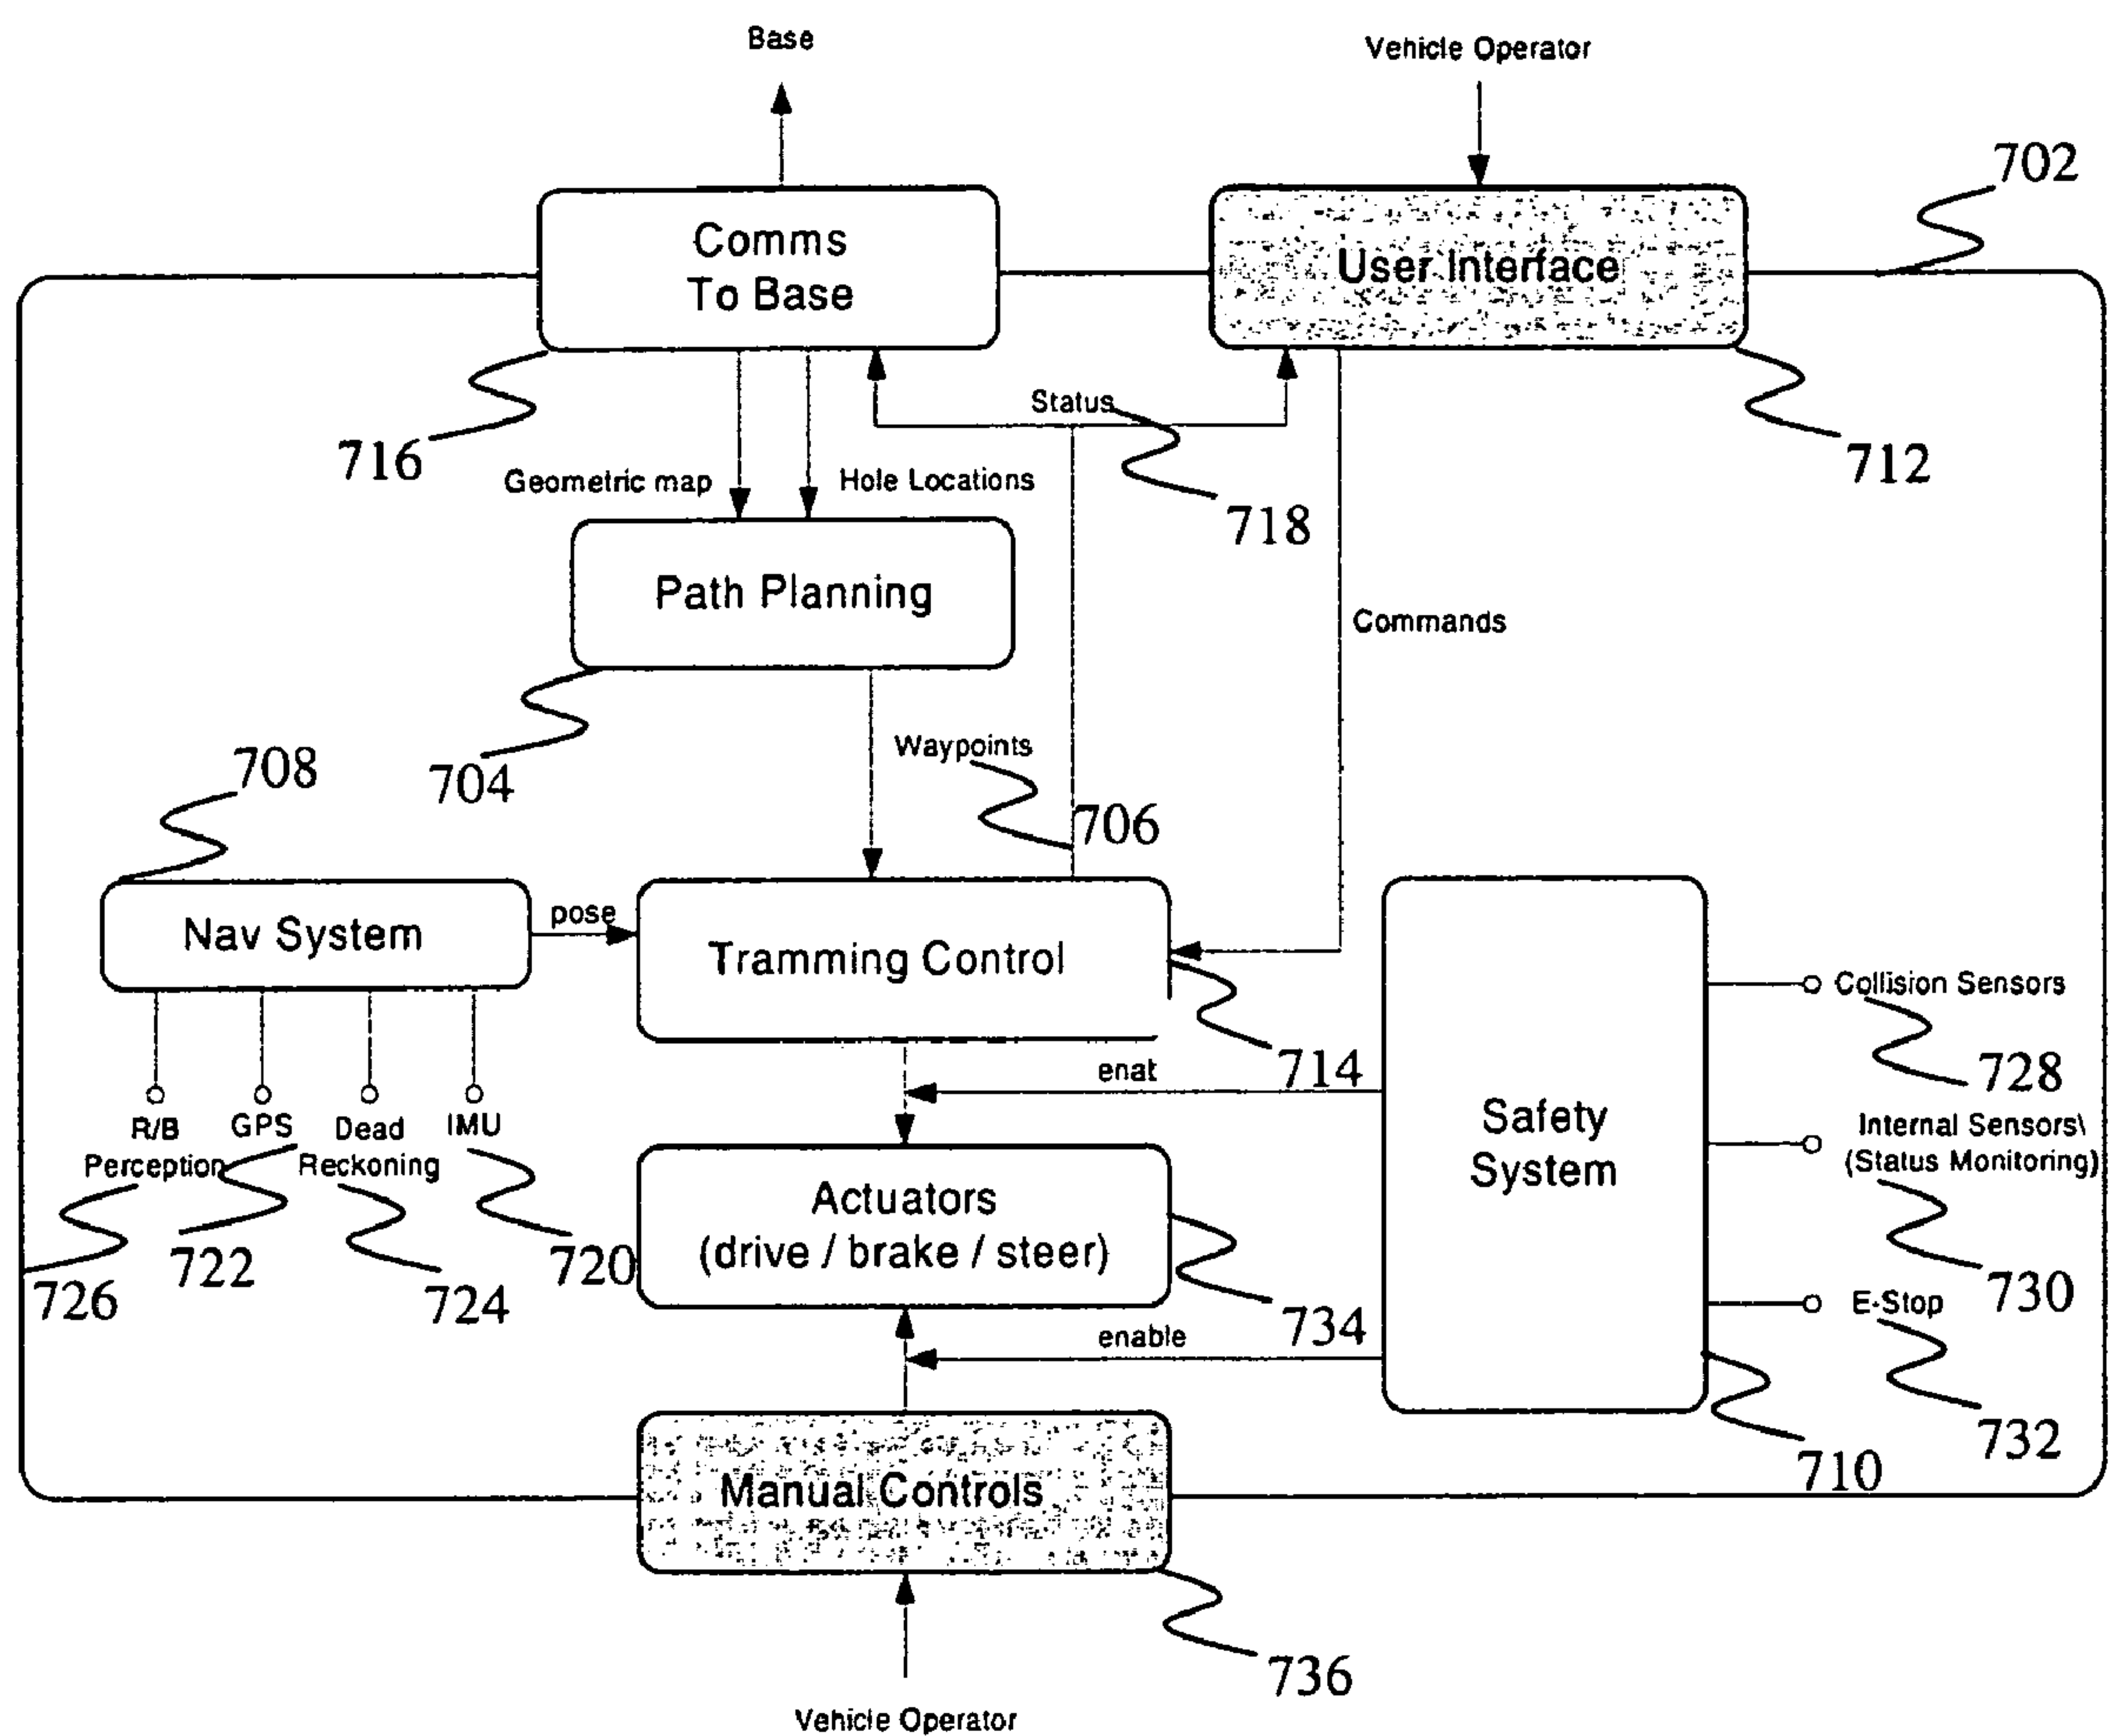 Base
Vehicle Operator
702
Comms
To Base
User Interface
Status
716
712
Geometric map
Hole Locations
718
Path Planning
Commands
Waypoints
708
704
706
Nav System
pose
Tramming Control
Collision Sensors
714
728
enat
R/B
Perception
GPS
Dead
Reckoning
IMU
Safety
System
Internal Sensors\
(Status Monitoring)
Actuators
(drive / brake / steer)
726
722
724
720
734
730
E-Stop
enable
732
710
Manual Controls
736
Vehicle Operator